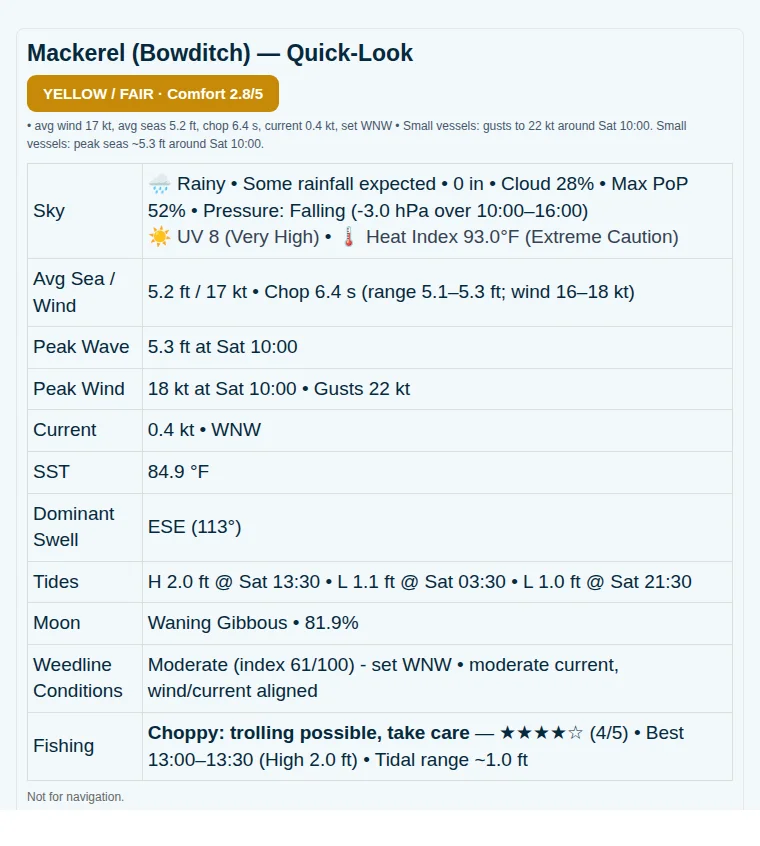 Mackerel (Bowditch) — Quick-Look
YELLOW / FAIR · Comfort 2.8/5
• avg wind 17 kt, avg seas 5.2 ft, chop 6.4 s, current 0.4 kt, set WNW • Small vessels: gusts to 22 kt around Sat 10:00. Small
vessels: peak seas ~5.3 ft around Sat 10:00.
Sky
🌧️ Rainy • Some rainfall expected • 0 in • Cloud 28% • Max PoP
52% • Pressure: Falling (-3.0 hPa over 10:00–16:00)
☀️ UV 8 (Very High) • 🌡️ Heat Index 93.0°F (Extreme Caution)
Avg Sea /
Wind
5.2 ft / 17 kt • Chop 6.4 s (range 5.1–5.3 ft; wind 16–18 kt)
Peak Wave
5.3 ft at Sat 10:00
Peak Wind
18 kt at Sat 10:00 • Gusts 22 kt
Current
0.4 kt • WNW
SST
84.9 °F
Dominant
Swell
ESE (113°)
Tides
H 2.0 ft @ Sat 13:30 • L 1.1 ft @ Sat 03:30 • L 1.0 ft @ Sat 21:30
Moon
Waning Gibbous • 81.9%
Weedline
Conditions
Moderate (index 61/100) - set WNW • moderate current,
wind/current aligned
Fishing
Choppy: trolling possible, take care — ★★★★☆ (4/5) • Best
13:00–13:30 (High 2.0 ft) • Tidal range ~1.0 ft
Not for navigation.